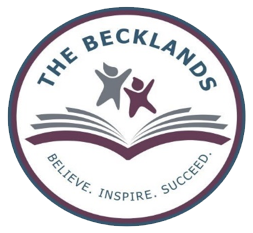 THE BECKLANDS
BELIEVE. INSPIRE. SUCCEED.